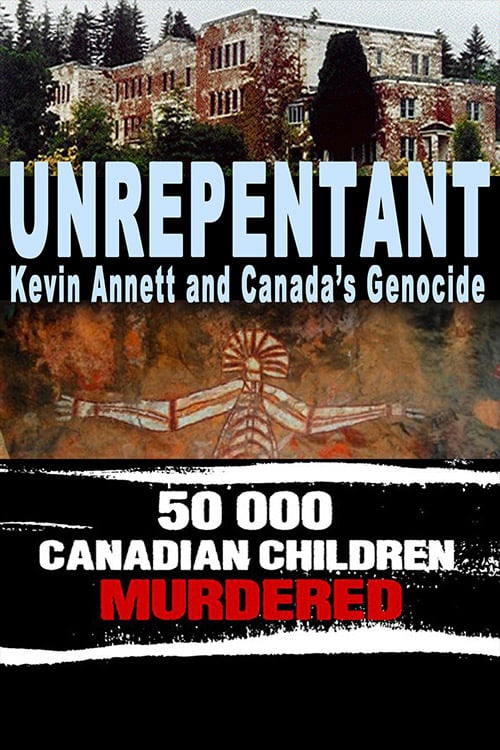 UNREPENTANT
Kevin Annett and Canada's Genocide
50 000
CANADIAN CHILDREN
MURDERED